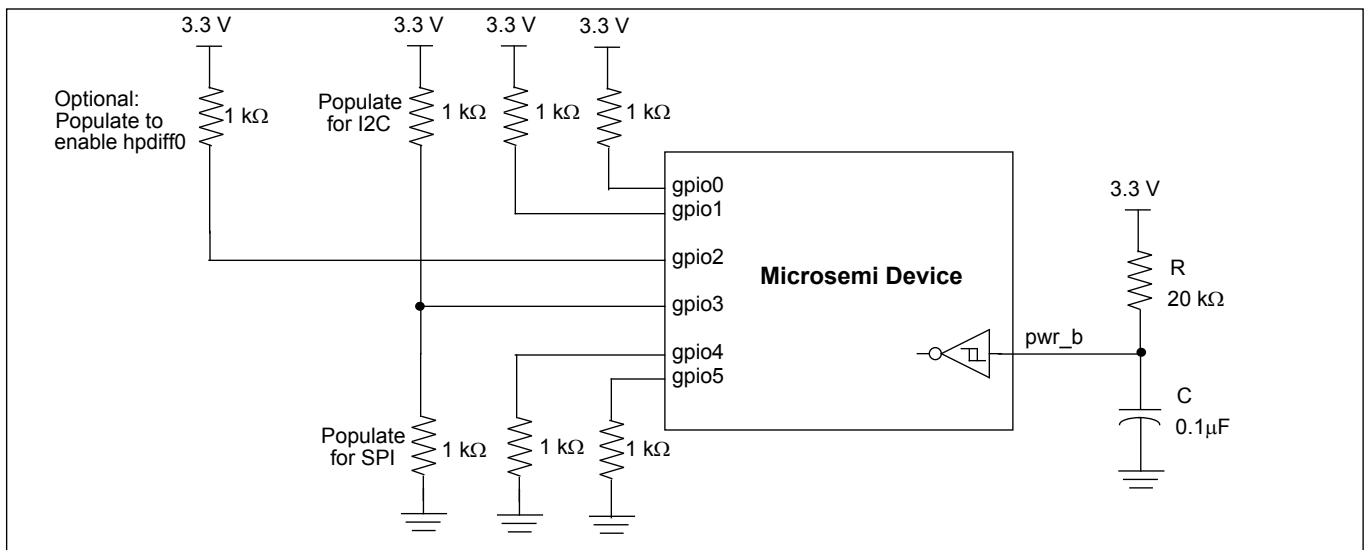 3.3 V
3.3 V
3.3 V
3.3 V
Optional:
Populate to
enable hpdiff0
1 kΩ
Populate
for I2C
1 kΩ
1 kΩ
1 kΩ
gpio0
gpio1
gpio2
gpio3
gpio4
gpio5
Microsemi Device
pwr_b
3.3 V
R
20 kΩ
C
0.1μF
Populate
for SPI
1 kΩ
1 kΩ
1 kΩ